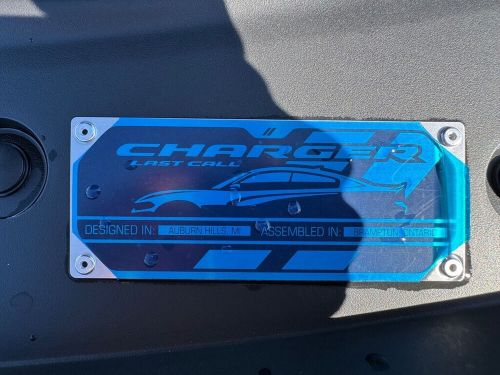 CHARGER
LAST CALL
DESIGNED IN: AUBURN HILLS, MI ASSEMBLED IN: BRAMPTON, ONTARIO